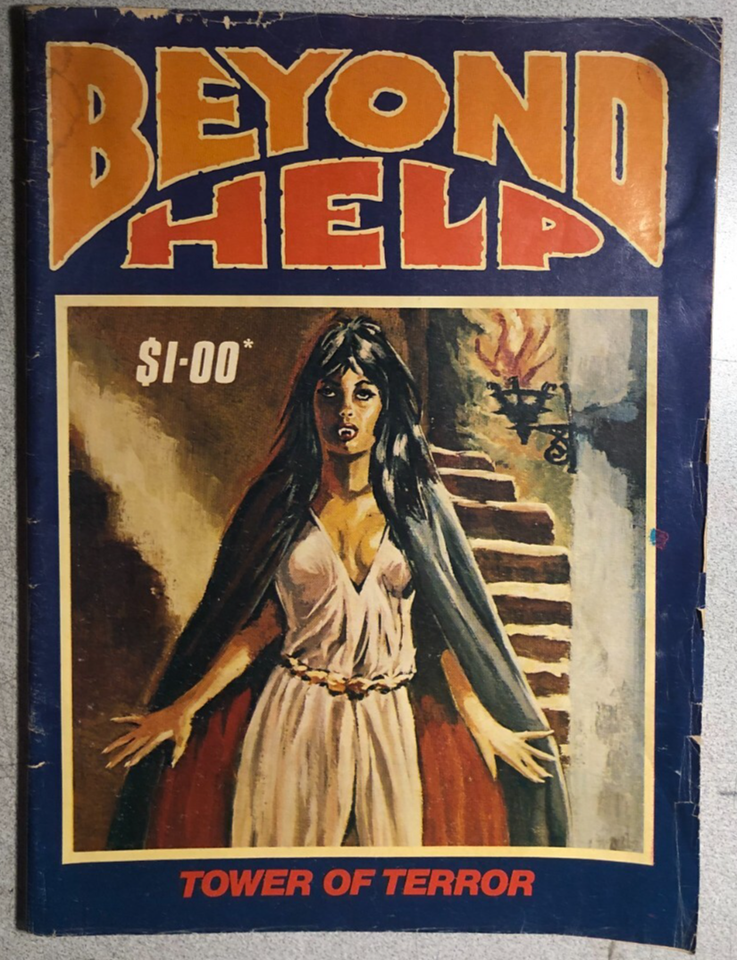 BEYOND
HELP
$1·00*
TOWER OF TERROR